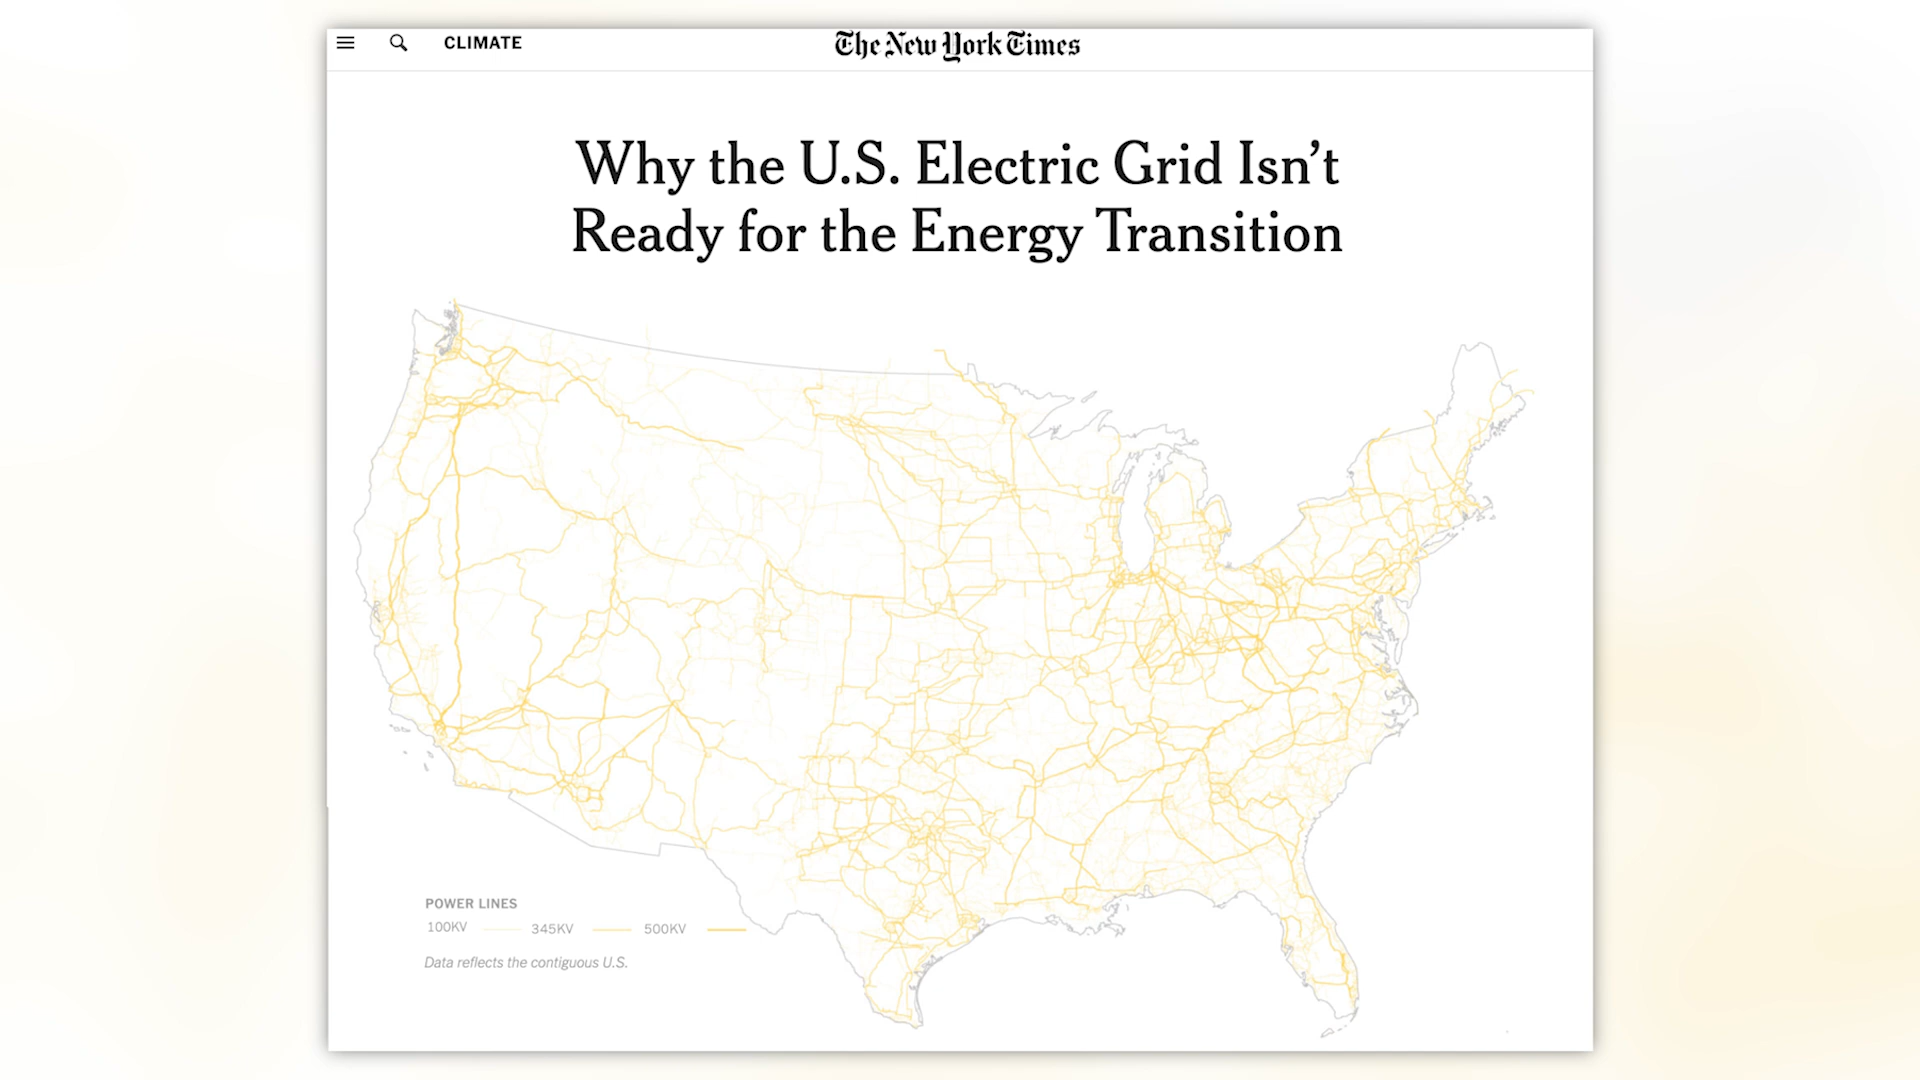 CLIMATE
The New York Times
Why the U.S. Electric Grid Isn’t
Ready for the Energy Transition
POWER LINES
100KV 345KV 500KV
Data reflects the contiguous U.S.